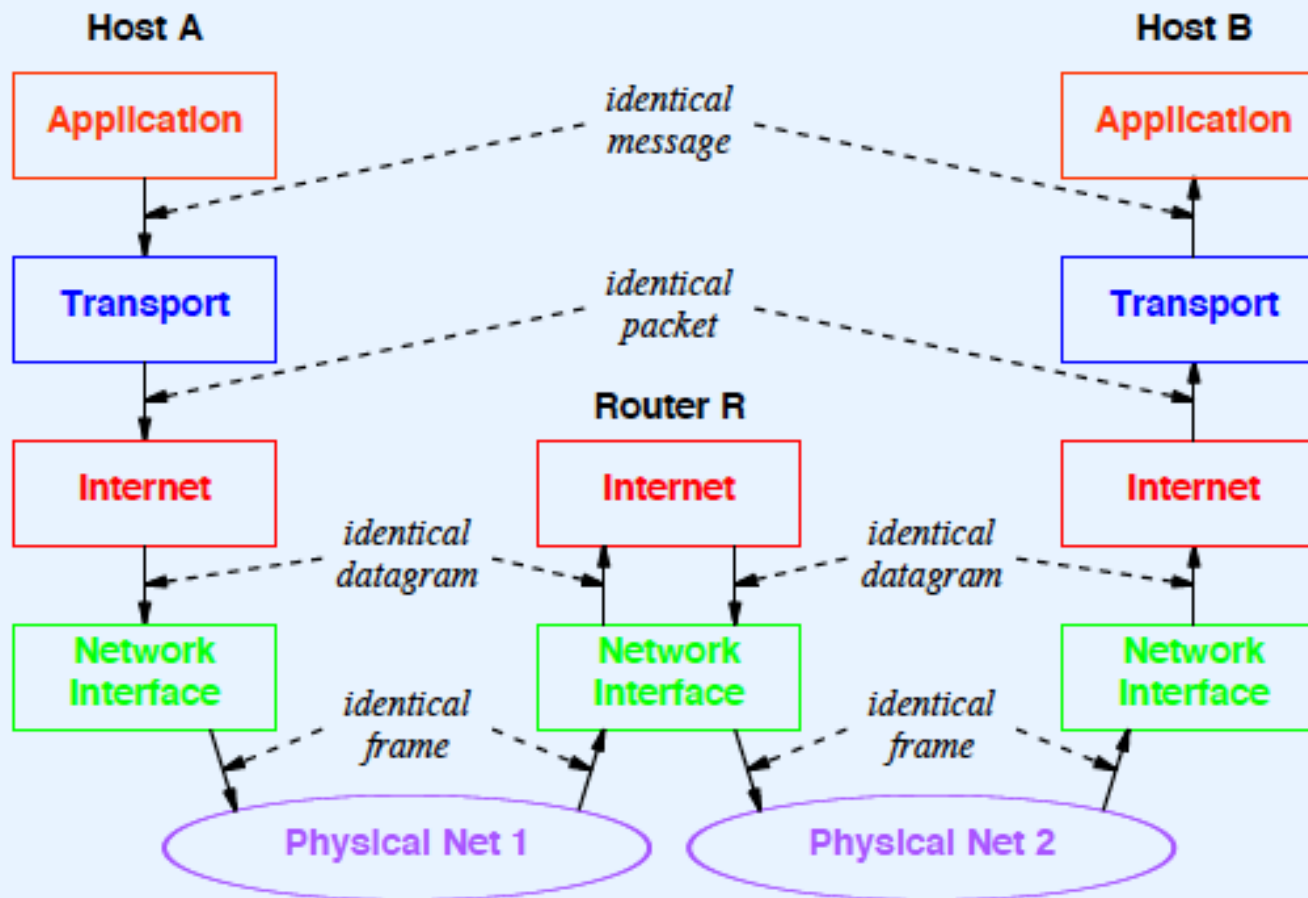 Host A
Host B
Application
identical
message
Application
Transport
identical
packet
Transport
Router R
Internet
Internet
Internet
identical
datagram
identical
datagram
Network
Interface
Network
Interface
Network
Interface
identical
frame
identical
frame
Physical Net 1
Physical Net 2